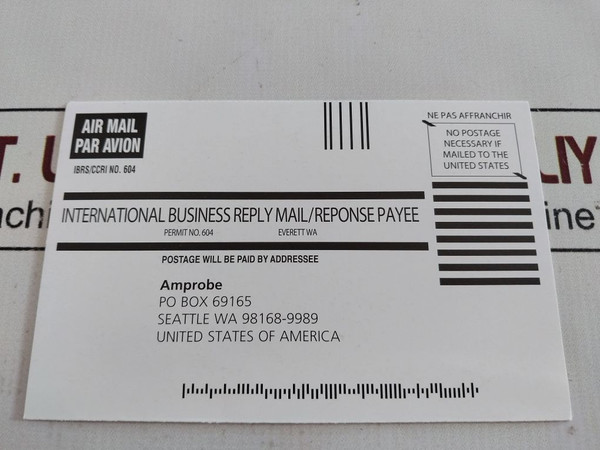 AIR MAIL
PAR AVION
IBRS/CCRI NO. 604
NE PAS AFFRANCHIR
NO POSTAGE
NECESSARY IF
MAILED TO THE
UNITED STATES
INTERNATIONAL BUSINESS REPLY MAIL/REPONSE PAYEE
PERMIT NO. 604 EVERETT WA
POSTAGE WILL BE PAID BY ADDRESSEE
Amprobe
PO BOX 69165
SEATTLE WA 98168-9989
UNITED STATES OF AMERICA